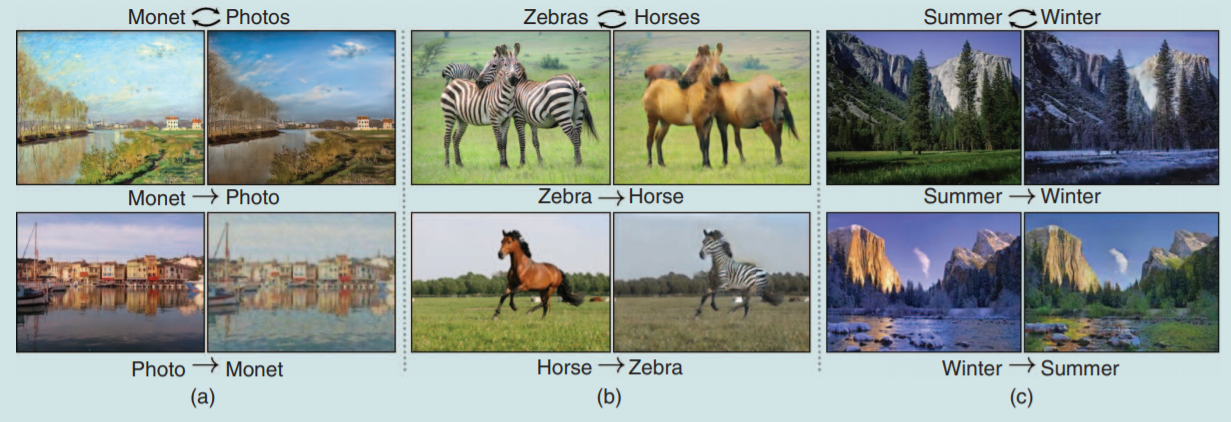 Monet ⇄ Photos
Zebras ⇄ Horses
Summer ⇄ Winter
Monet → Photo
Zebra → Horse
Summer → Winter
Photo → Monet
Horse → Zebra
Winter → Summer
(a)
(b)
(c)